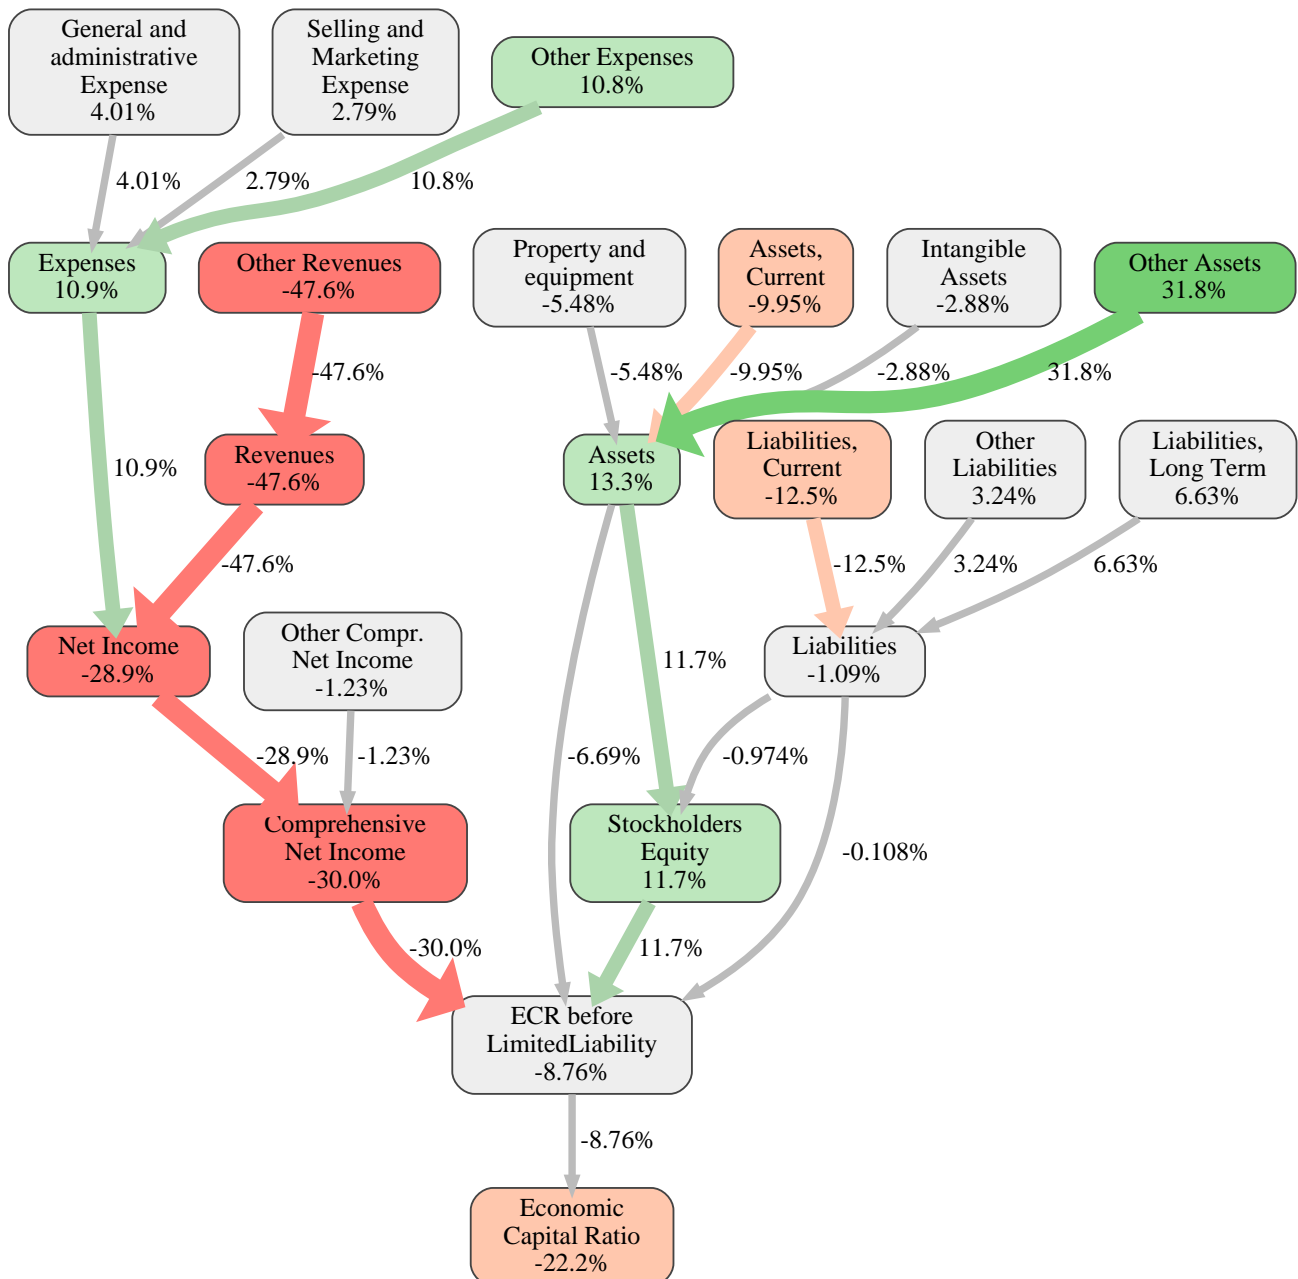 General and
administrative
Expense
4.01%
Selling and
Marketing
Expense
2.79%
Other Expenses
10.8%
4.01%
2.79%
10.8%
Expenses
10.9%
Other Revenues
-47.6%
Property and
equipment
-5.48%
Assets,
Current
-9.95%
Intangible
Assets
-2.88%
Other Assets
31.8%
-47.6%
-5.48%
-9.95%
-2.88%
31.8%
10.9%
Revenues
-47.6%
Assets
13.3%
Liabilities,
Current
-12.5%
Other
Liabilities
3.24%
Liabilities,
Long Term
6.63%
-47.6%
-12.5%
3.24%
6.63%
Net Income
-28.9%
Other Compr.
Net Income
-1.23%
11.7%
Liabilities
-1.09%
-28.9%
-1.23%
-6.69%
-0.974%
Comprehensive
Net Income
-30.0%
Stockholders
Equity
11.7%
-0.108%
-30.0%
11.7%
ECR before
LimitedLiability
-8.76%
-8.76%
Economic
Capital Ratio
-22.2%